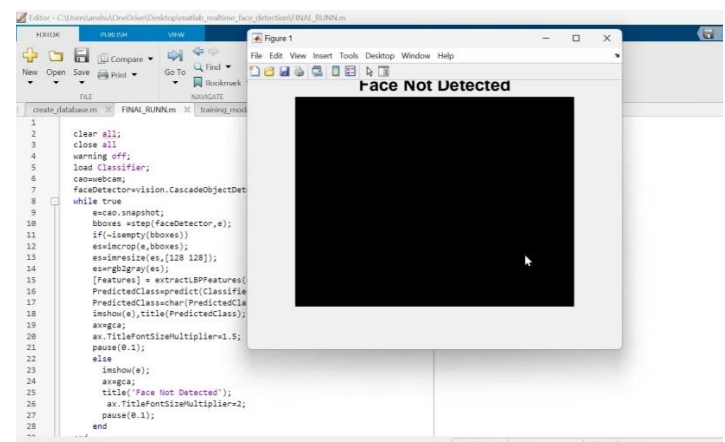 Editor - C:\Users\anshu\OneDrive\Desktop\matlab_realtime_face_detection\FINAL_RUNN.m
EDITOR PUBLISH VIEW
New Open Save Compare Print Go To Find Bookmark
FILE NAVIGATE
create_database.m FINAL_RUNN.m training_mod
1
2 clear all;
3 close all
4 warning off;
5 load Classifier;
6 cao=webcam;
7 faceDetector=vision.CascadeObjectDet
8 while true
9 e=cao.snapshot;
10 bboxes =step(faceDetector,e);
11 if(~isempty(bboxes))
12 es=imcrop(e,bboxes);
13 es=imresize(es,[128 128]);
14 es=rgb2gray(es);
15 [Features] = extractLBPFeatures(
16 PredictedClass=predict(Classifie
17 PredictedClass=char(PredictedCla
18 imshow(e),title(PredictedClass);
19 ax=gca;
20 ax.TitleFontSizeMultiplier=1.5;
21 pause(0.1);
22 else
23 imshow(e);
24 ax=gca;
25 title('Face Not Detected');
26 ax.TitleFontSizeMultiplier=2;
27 pause(0.1);
28 end
Figure 1
File Edit View Insert Tools Desktop Window Help
Face Not Detected